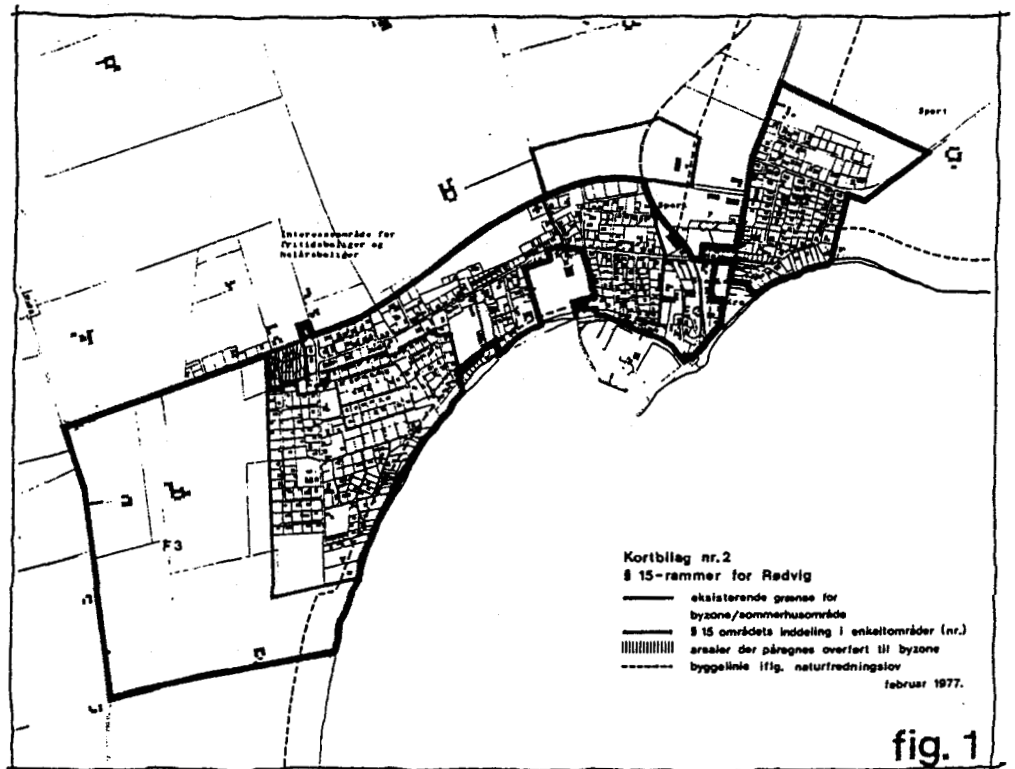 Sport
Interesseområde for
fritidsboliger og
helårsboliger
Sport
F3
Kortbilag nr. 2
§ 15-rammer for Rødvig
eksisterende grænse for
byzone/sommerhusområde
§ 15 områdets inddeling i enkeltområder (nr.)
arealer der påregnes overført til byzone
byggelinie iflg. naturfredningslov
februar 1977.
fig. 1